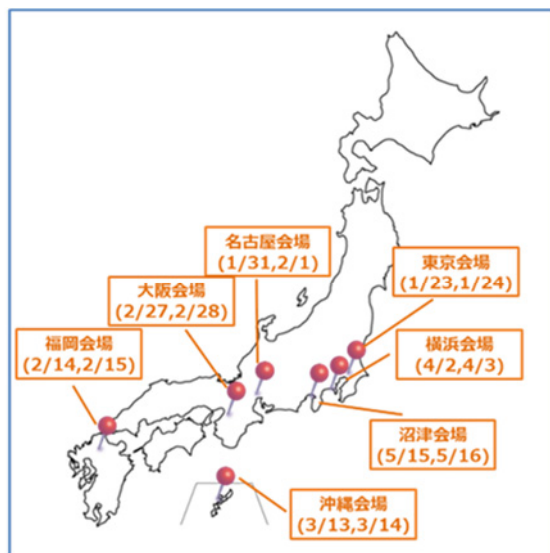 名古屋会場
(1/31,2/1)
東京会場
(1/23,1/24)
大阪会場
(2/27,2/28)
福岡会場
(2/14,2/15)
横浜会場
(4/2,4/3)
沼津会場
(5/15,5/16)
沖縄会場
(3/13,3/14)